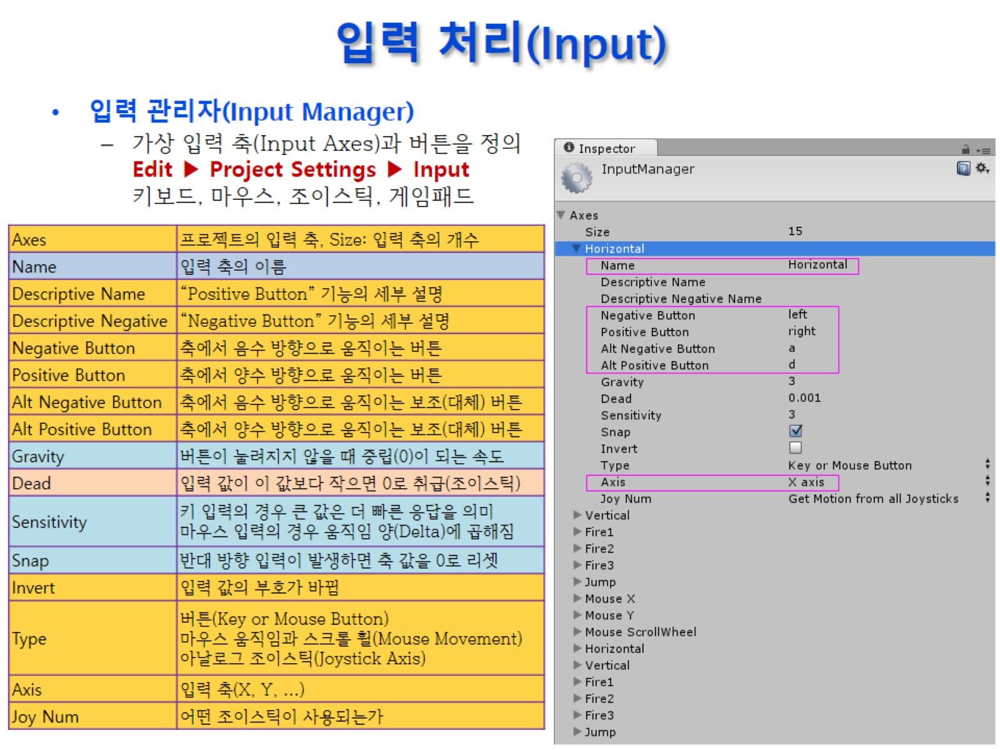 입력 처리(Input)
• 입력 관리자(Input Manager)
– 가상 입력 축(Input Axes)과 버튼을 정의
Edit ▶ Project Settings ▶ Input
키보드, 마우스, 조이스틱, 게임패드
Axes 프로젝트의 입력 축, Size: 입력 축의 개수
Name 입력 축의 이름
Descriptive Name “Positive Button” 기능의 세부 설명
Descriptive Negative “Negative Button” 기능의 세부 설명
Negative Button 축에서 음수 방향으로 움직이는 버튼
Positive Button 축에서 양수 방향으로 움직이는 버튼
Alt Negative Button 축에서 음수 방향으로 움직이는 보조(대체) 버튼
Alt Positive Button 축에서 양수 방향으로 움직이는 보조(대체) 버튼
Gravity 버튼이 눌려지지 않을 때 중립(0)이 되는 속도
Dead 입력 값이 이 값보다 작으면 0로 취급(조이스틱)
Sensitivity 키 입력의 경우 큰 값은 더 빠른 응답을 의미
마우스 입력의 경우 움직임 양(Delta)에 곱해짐
Snap 반대 방향 입력이 발생하면 축 값을 0로 리셋
Invert 입력 값의 부호가 바뀜
Type 버튼(Key or Mouse Button)
마우스 움직임과 스크롤 휠(Mouse Movement)
아날로그 조이스틱(Joystick Axis)
Axis 입력 축(X, Y, ...)
Joy Num 어떤 조이스틱이 사용되는가
Inspector
InputManager
Axes
Size 15
Horizontal
Name Horizontal
Descriptive Name
Descriptive Negative Name
Negative Button left
Positive Button right
Alt Negative Button a
Alt Positive Button d
Gravity 3
Dead 0.001
Sensitivity 3
Snap
Invert
Type Key or Mouse Button
Axis X axis
Joy Num Get Motion from all Joysticks
Vertical
Fire1
Fire2
Fire3
Jump
Mouse X
Mouse Y
Mouse ScrollWheel
Horizontal
Vertical
Fire1
Fire2
Fire3
Jump